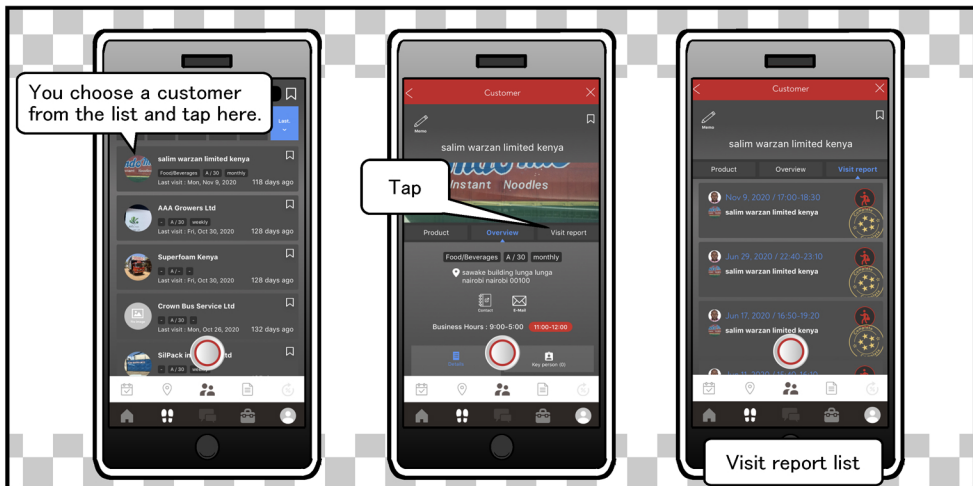 You choose a customer
from the list and tap here.
Last.
salim warzan limited kenya
Food/Beverages A / 30 monthly
Last visit : Mon, Nov 9, 2020 118 days ago
AAA Growers Ltd
- A / 30 weekly
Last visit : Fri, Oct 30, 2020 128 days ago
Superfoam Kenya
- A / - -
Last visit : Fri, Oct 30, 2020 128 days ago
Crown Bus Service Ltd
- A / 30 -
Last visit : Mon, Oct 26, 2020 132 days ago
SilPack in
- A / 30
Customer
Memo
salim warzan limited kenya
Instant Noodles
Tap
Product Overview Visit report
Food/Beverages A / 30 monthly
sawake building lunga lunga
nairobi nairobi 00100
Contact E-Mail
Business Hours : 9:00-5:00 11:00-12:00
Details Key person (0)
Customer
Memo
salim warzan limited kenya
Product Overview Visit report
Nov 9, 2020 / 17:00-18:30
salim warzan limited kenya
Jun 29, 2020 / 22:40-23:10
salim warzan limited kenya
Jun 17, 2020 / 16:50-19:20
salim warzan limited kenya
Visit report list